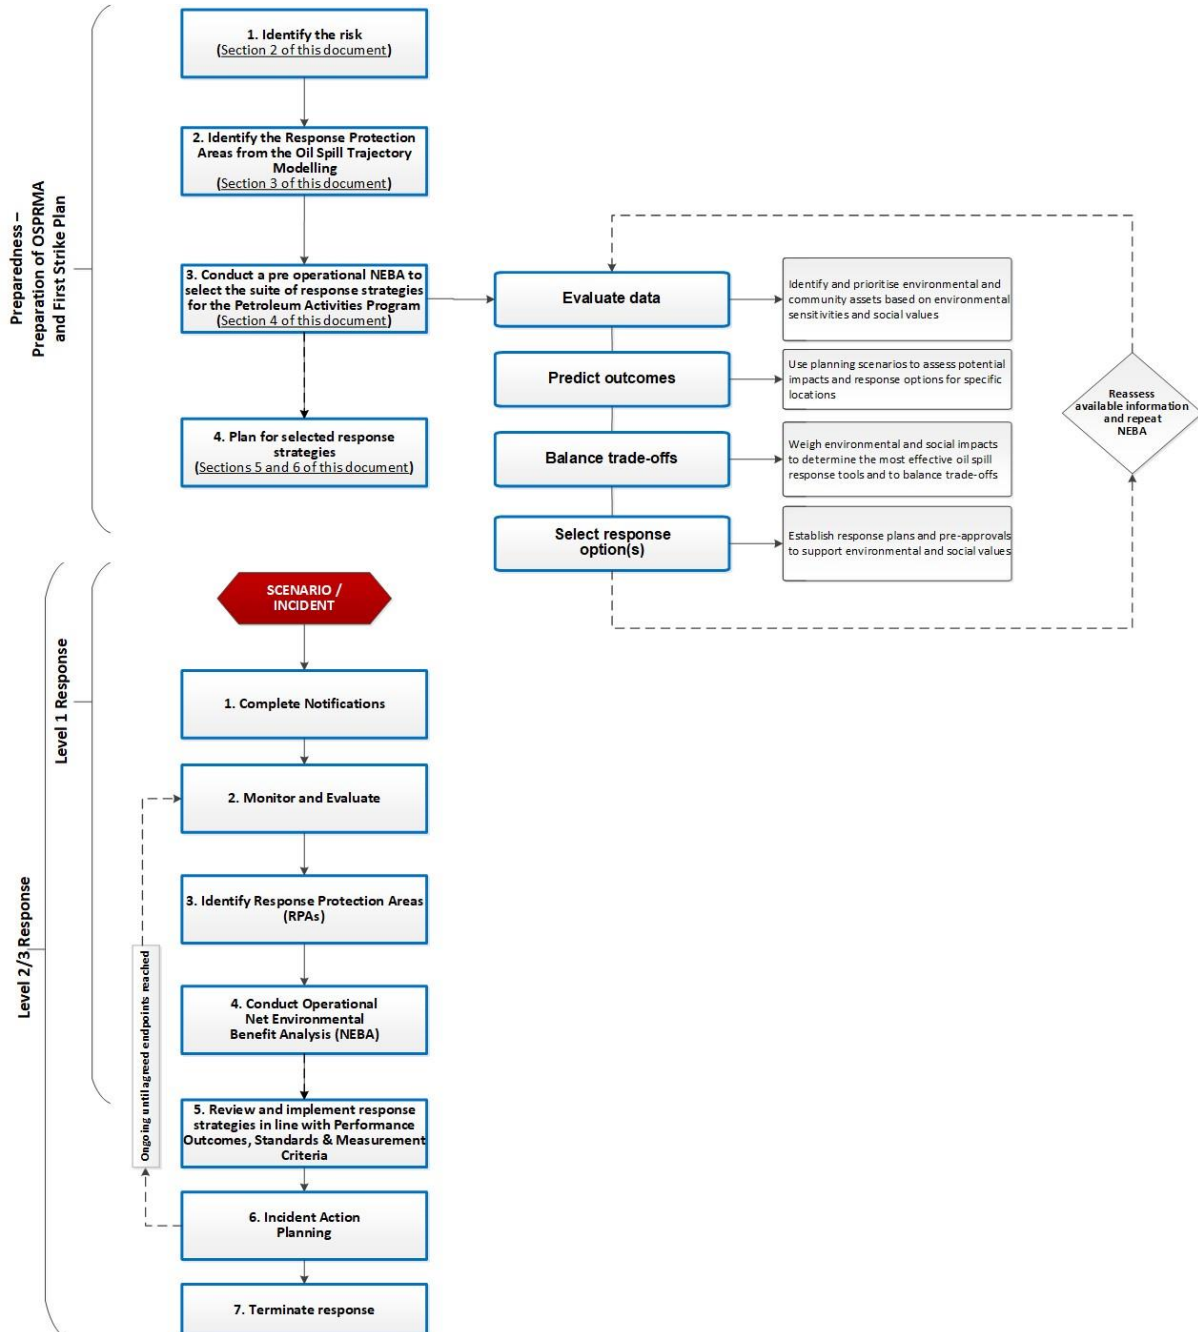 Preparedness –
Preparation of OSPRMA
and First Strike Plan
1. Identify the risk
(Section 2 of this document)
2. Identify the Response Protection
Areas from the Oil Spill Trajectory
Modelling
(Section 3 of this document)
3. Conduct a pre operational NEBA to
select the suite of response strategies
for the Petroleum Activities Program
(Section 4 of this document)
4. Plan for selected response
strategies
(Sections 5 and 6 of this document)
Evaluate data
Identify and prioritise environmental and
community assets based on environmental
sensitivities and social values
Predict outcomes
Use planning scenarios to assess potential
impacts and response options for specific
locations
Balance trade-offs
Weigh environmental and social impacts
to determine the most effective oil spill
response tools and to balance trade-offs
Select response
option(s)
Establish response plans and pre-approvals
to support environmental and social values
Reassess
available information
and repeat
NEBA
Level 2/3 Response
Level 1 Response
SCENARIO /
INCIDENT
1. Complete Notifications
2. Monitor and Evaluate
3. Identify Response Protection Areas
(RPAs)
4. Conduct Operational
Net Environmental
Benefit Analysis (NEBA)
5. Review and implement response
strategies in line with Performance
Outcomes, Standards & Measurement
Criteria
6. Incident Action
Planning
7. Terminate response
Ongoing until agreed endpoints reached